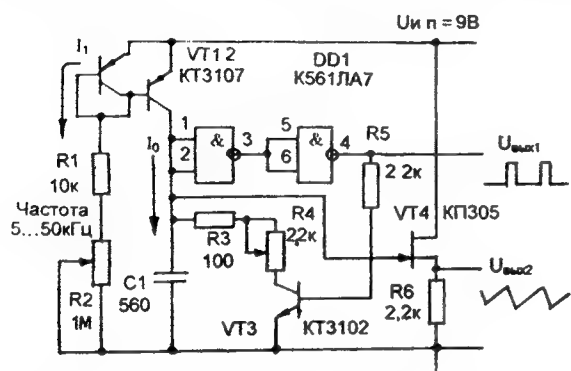 Uи п = 9В
I₁
VT1 2
КТ3107
DD1
К561ЛА7
1
2
&
3
5
6
&
4
R5
2 2к
Uвых1
R1
10к
I₀
Частота
5...50кГц
R3
100
R4
22к
VT4
КП305
Uвых2
R2
1М
C1
560
VT3
КТ3102
R6
2,2к